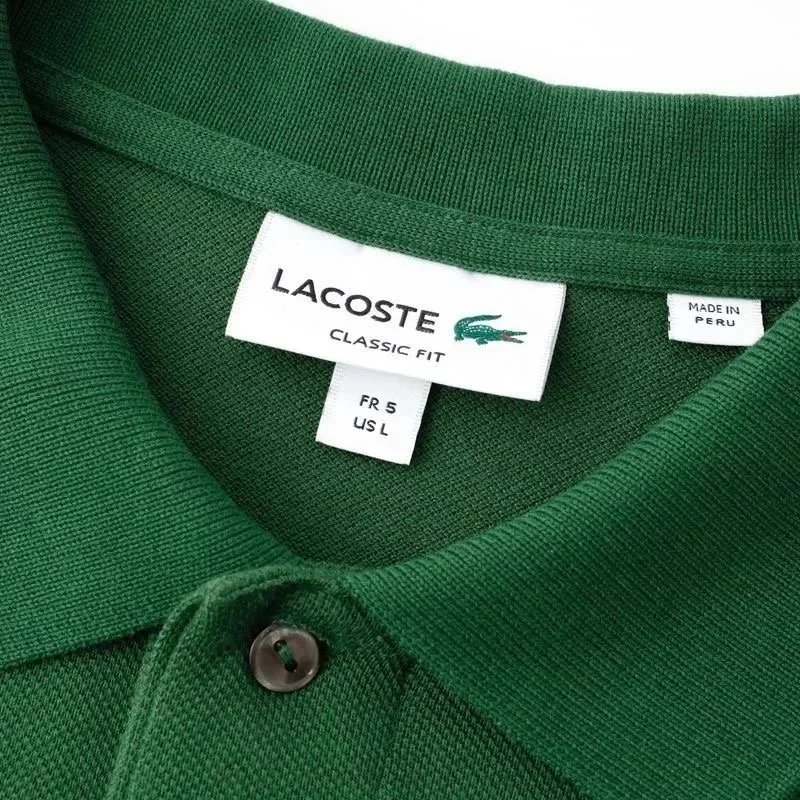 LACOSTE
CLASSIC FIT
FR 5
US L
MADE IN
PERU